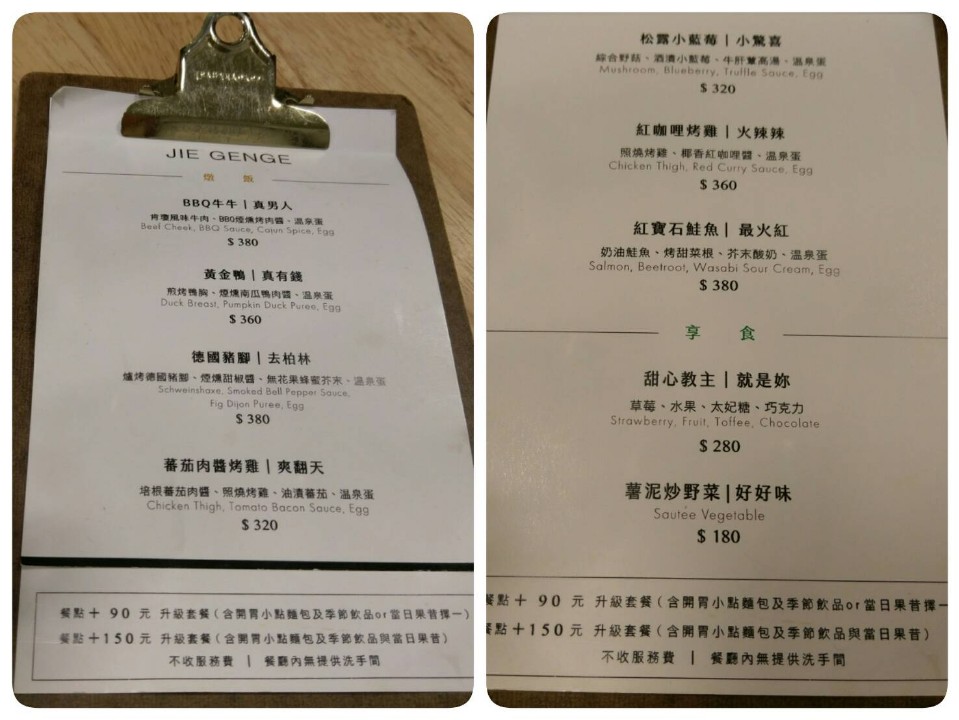 JIE GENGE
燉 飯
BBQ牛牛 | 真男人
肯瓊風味牛肉、BBQ煙燻烤肉醬、溫泉蛋
Beef Cheek, BBQ Sauce, Cajun Spice, Egg
$ 380
黃金鴨 | 真有錢
煎烤鴨胸、煙燻南瓜鴨肉醬、溫泉蛋
Duck Breast, Pumpkin Duck Puree, Egg
$ 360
德國豬腳 | 去柏林
爐烤德國豬腳、煙燻甜椒醬、無花果蜂蜜芥末、溫泉蛋
Schweinshaxe, Smoked Bell Pepper Sauce,
Fig Dijon Puree, Egg
$ 380
蕃茄肉醬烤雞 | 爽翻天
培根蕃茄肉醬、照燒烤雞、油漬蕃茄、溫泉蛋
Chicken Thigh, Tomato Bacon Sauce, Egg
$ 320
餐點＋ 90 元 升級套餐（含開胃小點麵包及季節飲品or當日果昔擇一）
餐點＋150元 升級套餐（含開胃小點麵包及季節飲品與當日果昔）
不收服務費 | 餐廳內無提供洗手間
松露小藍莓 | 小驚喜
綜合野菇、酒漬小藍莓、牛肝蕈高湯、溫泉蛋
Mushroom, Blueberry, Truffle Sauce, Egg
$ 320
紅咖哩烤雞 | 火辣辣
照燒烤雞、椰香紅咖哩醬、溫泉蛋
Chicken Thigh, Red Curry Sauce, Egg
$ 360
紅寶石鮭魚 | 最火紅
奶油鮭魚、烤甜菜根、芥末酸奶、溫泉蛋
Salmon, Beetroot, Wasabi Sour Cream, Egg
$ 380
享 食
甜心教主 | 就是妳
草莓、水果、太妃糖、巧克力
Strawberry, Fruit, Toffee, Chocolate
$ 280
薯泥炒野菜 | 好好味
Sautée Vegetable
$ 180
餐點＋ 90 元 升級套餐（含開胃小點麵包及季節飲品or當日果昔擇一
餐點＋150元 升級套餐（含開胃小點麵包及季節飲品與當日果昔）
不收服務費 | 餐廳內無提供洗手間